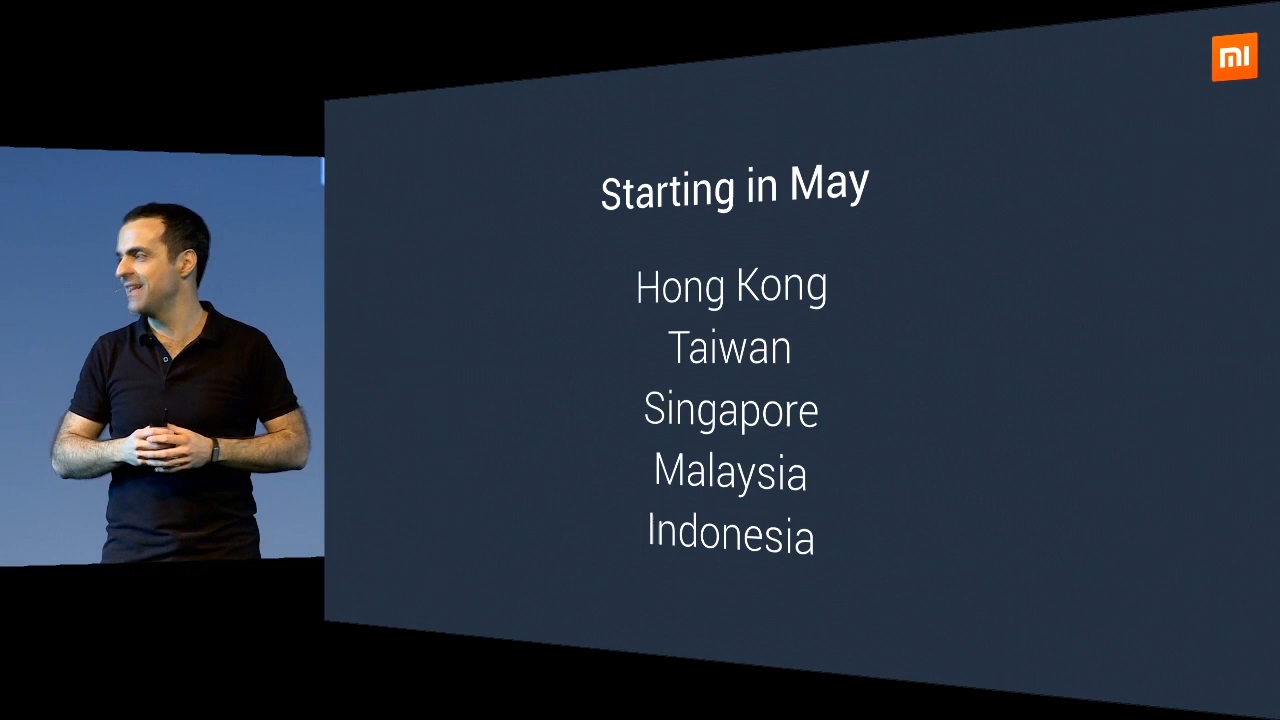 mi
Starting in May
Hong Kong
Taiwan
Singapore
Malaysia
Indonesia